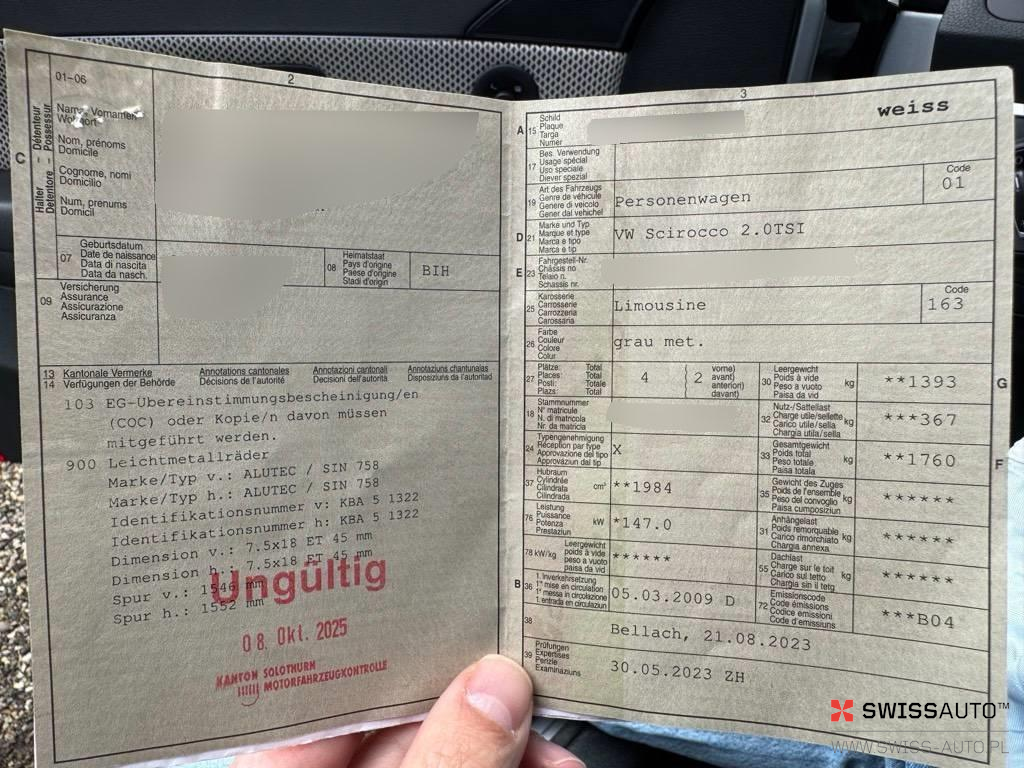 2
01-06
Name, Vornamen
Wohnort
Nom, prénoms
Domicile
Cognome, nomi
Domicilio
Num, prenums
Domicil
C
Halter – Détenteur
Detentore – Possessur
07
Geburtsdatum
Date de naissance
Data di nascita
Data da nasch.
08
Heimatstaat
Pays d'origine
Paese d'origine
Stadi d'origin
BIH
09
Versicherung
Assurance
Assicurazione
Assicuranza
13 Kantonale Vermerke Annotations cantonales Annotazioni cantonali Annotaziuns chantunalas
14 Verfügungen der Behörde Décisions de l'autorité Decisioni dell'autorità Disposiziuns da l'autoritad
103 EG-Übereinstimmungsbescheinigung/en
(COC) oder Kopie/n davon müssen
mitgeführt werden.
900 Leichtmetallräder
Marke/Typ v.: ALUTEC / SIN 758
Marke/Typ h.: ALUTEC / SIN 758
Identifikationsnummer v: KBA 5 1322
Identifikationsnummer h: KBA 5 1322
Dimension v.: 7.5x18 ET 45 mm
Dimension h.: 7.5x18 ET 45 mm
Spur v.: 1546 mm
Spur h.: 1552 mm
Ungültig
08. Okt. 2025
KANTON SOLOTHURN
MOTORFAHRZEUGKONTROLLE
3
weiss
A 15
Schild
Plaque
Targa
Numer
17
Bes. Verwendung
Usage spécial
Uso speciale
Diever spezial
19
Art des Fahrzeugs
Genre de véhicule
Genere di veicolo
Gener dal vehichel
Personenwagen
Code
01
D 21
Marke und Typ
Marque et type
Marca e tipo
Marca e tip
VW Scirocco 2.0TSI
E 23
Fahrgestell-Nr.
Châssis no
Telaio n.
Schassis nr.
25
Karosserie
Carrosserie
Carrozzeria
Carossaria
Limousine
Code
163
26
Farbe
Couleur
Colore
Colur
grau met.
27
Plätze: Total
Places: Total
Posti: Totale
Plazs: Total
4
2
vorne)
avant)
anteriori)
davant)
30
Leergewicht
Poids à vide
Peso a vuoto
Paisa da vid
kg
**1393
G
18
Stammnummer
N° matricule
N. di matricola
Nr. da matricla
32
Nutz-/Sattellast
Charge utile/sellette
Carico utile/sella
Chargia utila/sella
kg
***367
24
Typengenehmigung
Réception par type
Approvazione del tipo
Approvaziun dal tip
X
33
Gesamtgewicht
Poids total
Peso totale
Paisa totala
kg
**1760
F
37
Hubraum
Cylindrée
Cilindrata
Cilindrada
cm³
**1984
35
Gewicht des Zuges
Poids de l'ensemble
Peso del convoglio
Paisa cumposiziun
kg
******
76
Leistung
Puissance
Potenza
Prestaziun
kW
*147.0
31
Anhängelast
Poids remorquable
Carico rimorchiato
Chargia annexa
kg
******
78 kW/kg
Leergewicht
poids à vide
peso a vuoto
paisa da vid
******
55
Dachlast
Charge sur le toit
Carico sul tetto
Chargia sin il tetg
kg
******
B 36
1. Inverkehrsetzung
1re mise en circulation
1a messa in circolazione
1. entrada en circulaziun
05.03.2009 D
72
Emissionscode
Code émissions
Codice emissioni
Code d'emissiuns
***B04
38
Bellach, 21.08.2023
39
Prüfungen
Expertises
Perizie
Examinaziuns
30.05.2023 ZH
SWISSAUTO™
WWW.SWISS-AUTO.PL